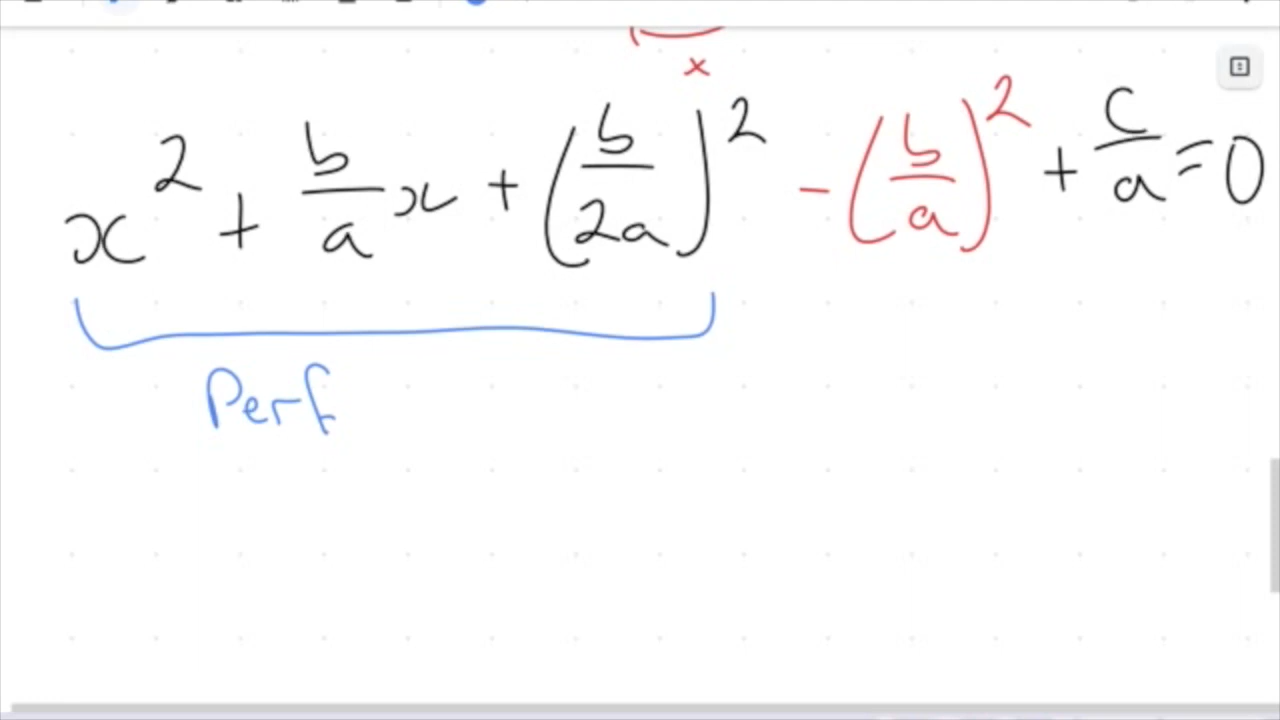 x
x² + b/a x + (b/2a)² - (b/a)² + c/a = 0
Perf